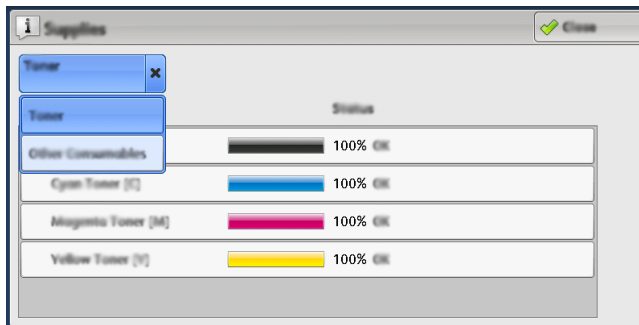 Supplies
Close
Toner
Toner
Status
Other Consumables
100% OK
Cyan Toner [C]
100% OK
Magenta Toner [M]
100% OK
Yellow Toner [Y]
100% OK